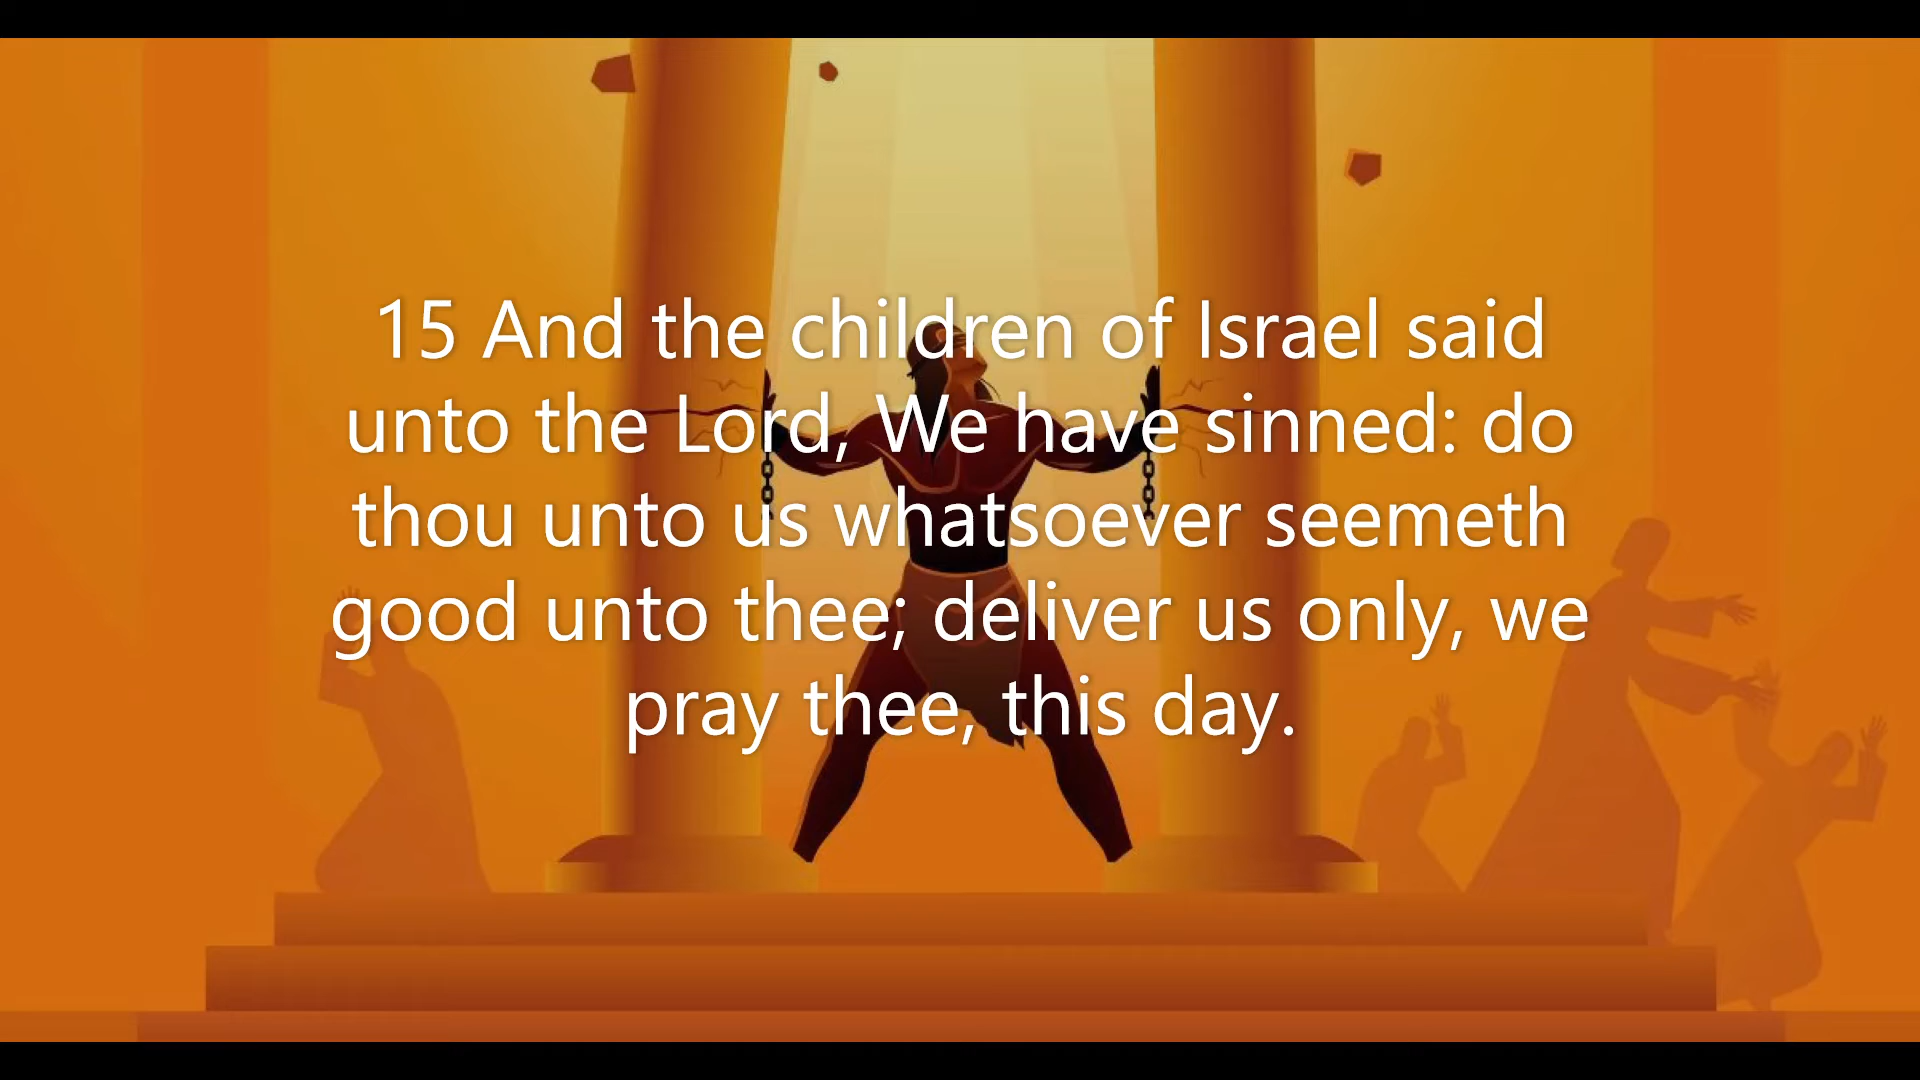 15 And the children of Israel said
unto the Lord, We have sinned: do
thou unto us whatsoever seemeth
good unto thee; deliver us only, we
pray thee, this day.